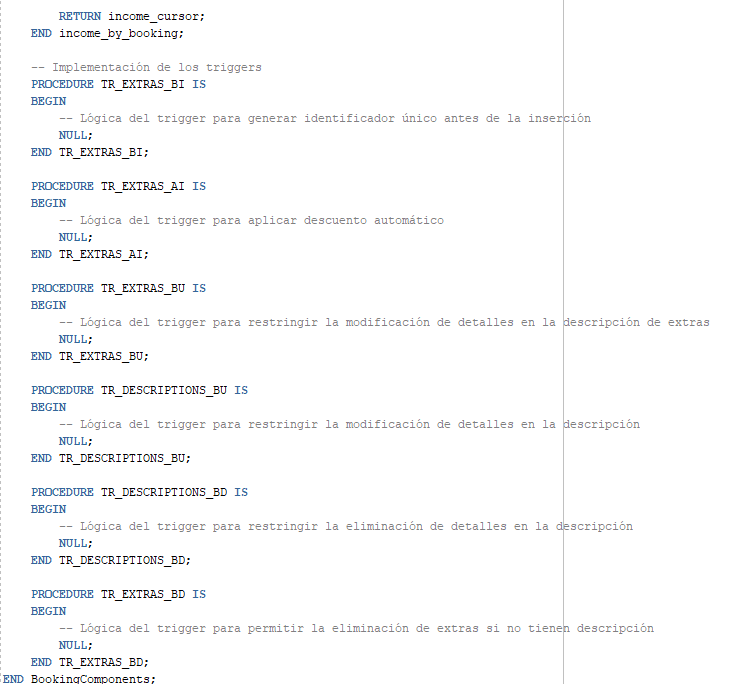 RETURN income_cursor;
END income_by_booking;
-- Implementación de los triggers
PROCEDURE TR_EXTRAS_BI IS
BEGIN
-- Lógica del trigger para generar identificador único antes de la inserción
NULL;
END TR_EXTRAS_BI;
PROCEDURE TR_EXTRAS_AI IS
BEGIN
-- Lógica del trigger para aplicar descuento automático
NULL;
END TR_EXTRAS_AI;
PROCEDURE TR_EXTRAS_BU IS
BEGIN
-- Lógica del trigger para restringir la modificación de detalles en la descripción de extras
NULL;
END TR_EXTRAS_BU;
PROCEDURE TR_DESCRIPTIONS_BU IS
BEGIN
-- Lógica del trigger para restringir la modificación de detalles en la descripción
NULL;
END TR_DESCRIPTIONS_BU;
PROCEDURE TR_DESCRIPTIONS_BD IS
BEGIN
-- Lógica del trigger para restringir la eliminación de detalles en la descripción
NULL;
END TR_DESCRIPTIONS_BD;
PROCEDURE TR_EXTRAS_BD IS
BEGIN
-- Lógica del trigger para permitir la eliminación de extras si no tienen descripción
NULL;
END TR_EXTRAS_BD;
END BookingComponents;